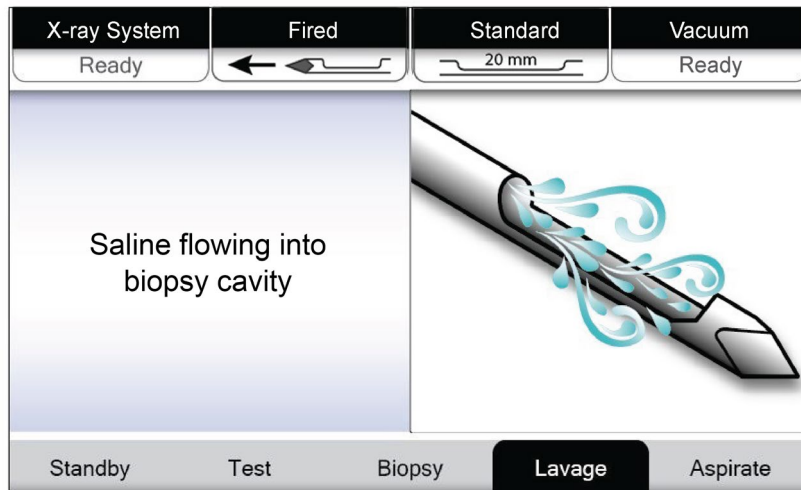 X-ray System
Fired
Standard
Vacuum
Ready
20 mm
Ready
Saline flowing into
biopsy cavity
Standby
Test
Biopsy
Lavage
Aspirate